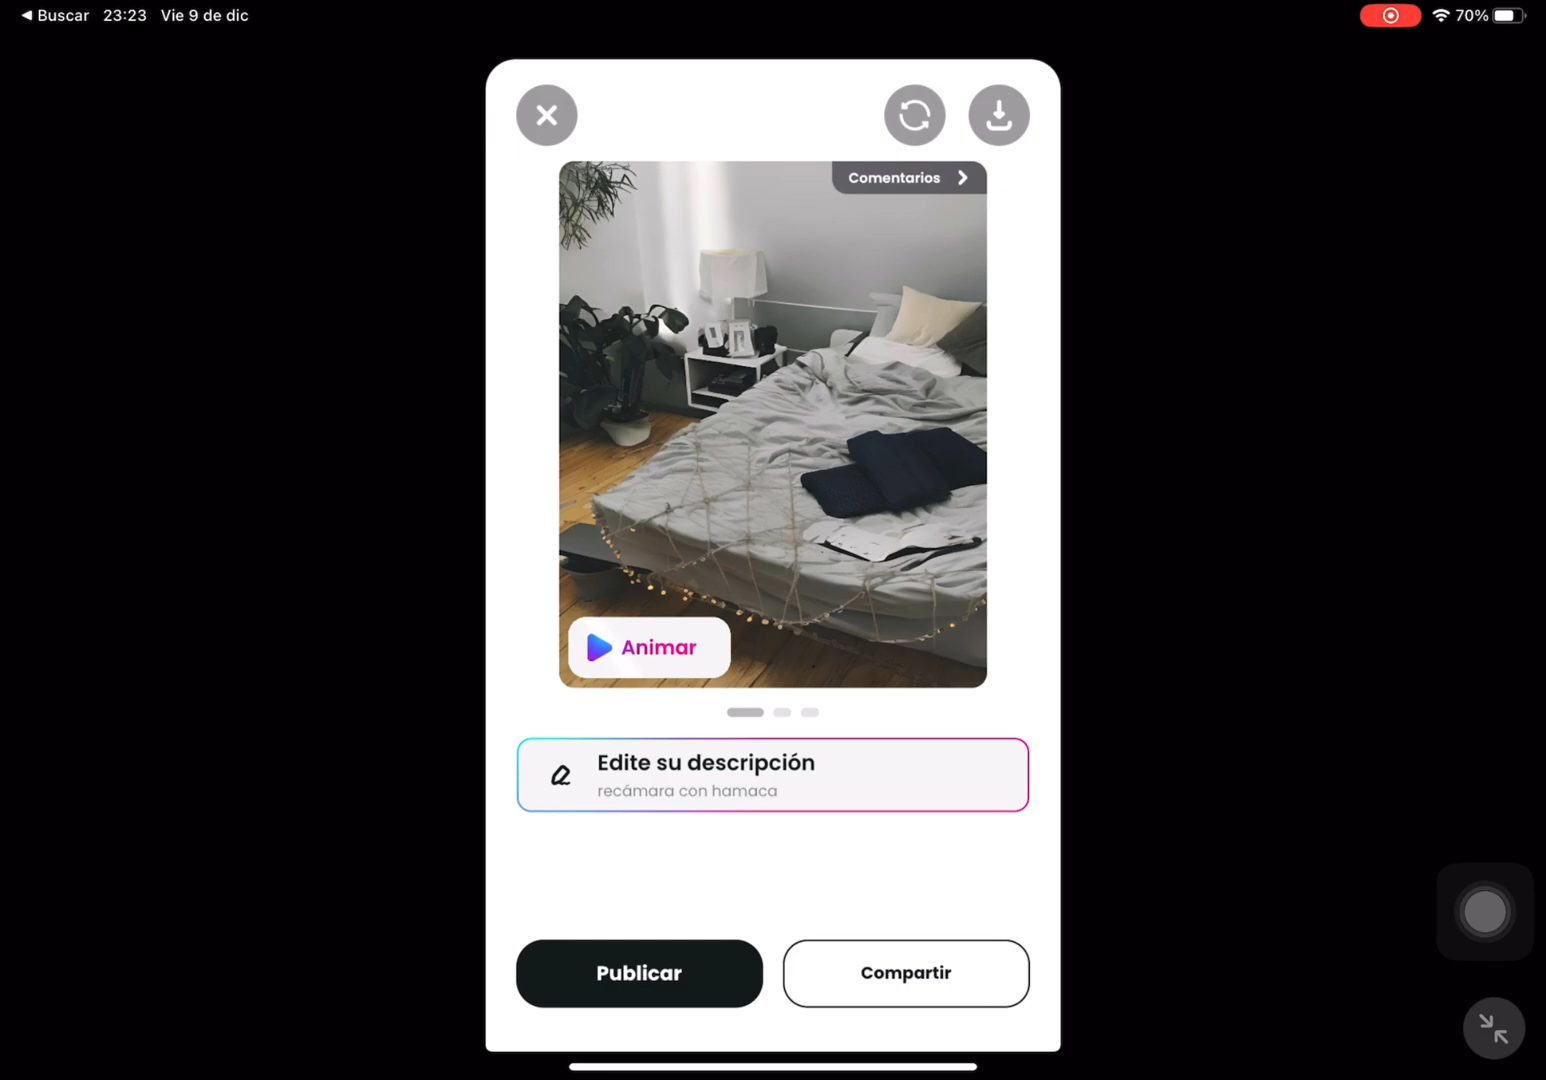 Buscar 23:23 Vie 9 de dic 70%
Comentarios
Animar
Edite su descripción
recámara con hamaca
Publicar Compartir